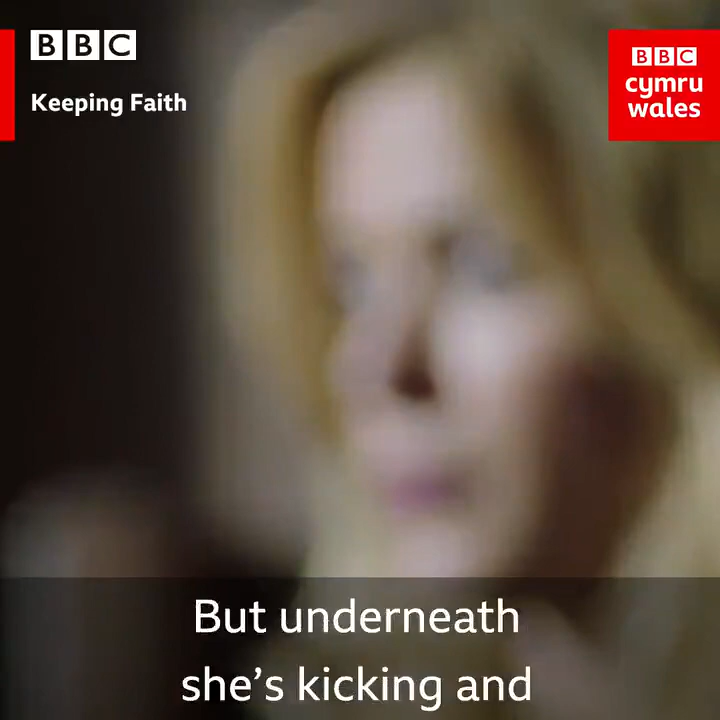 BBC
Keeping Faith
BBC
cymru
wales
But underneath
she's kicking and